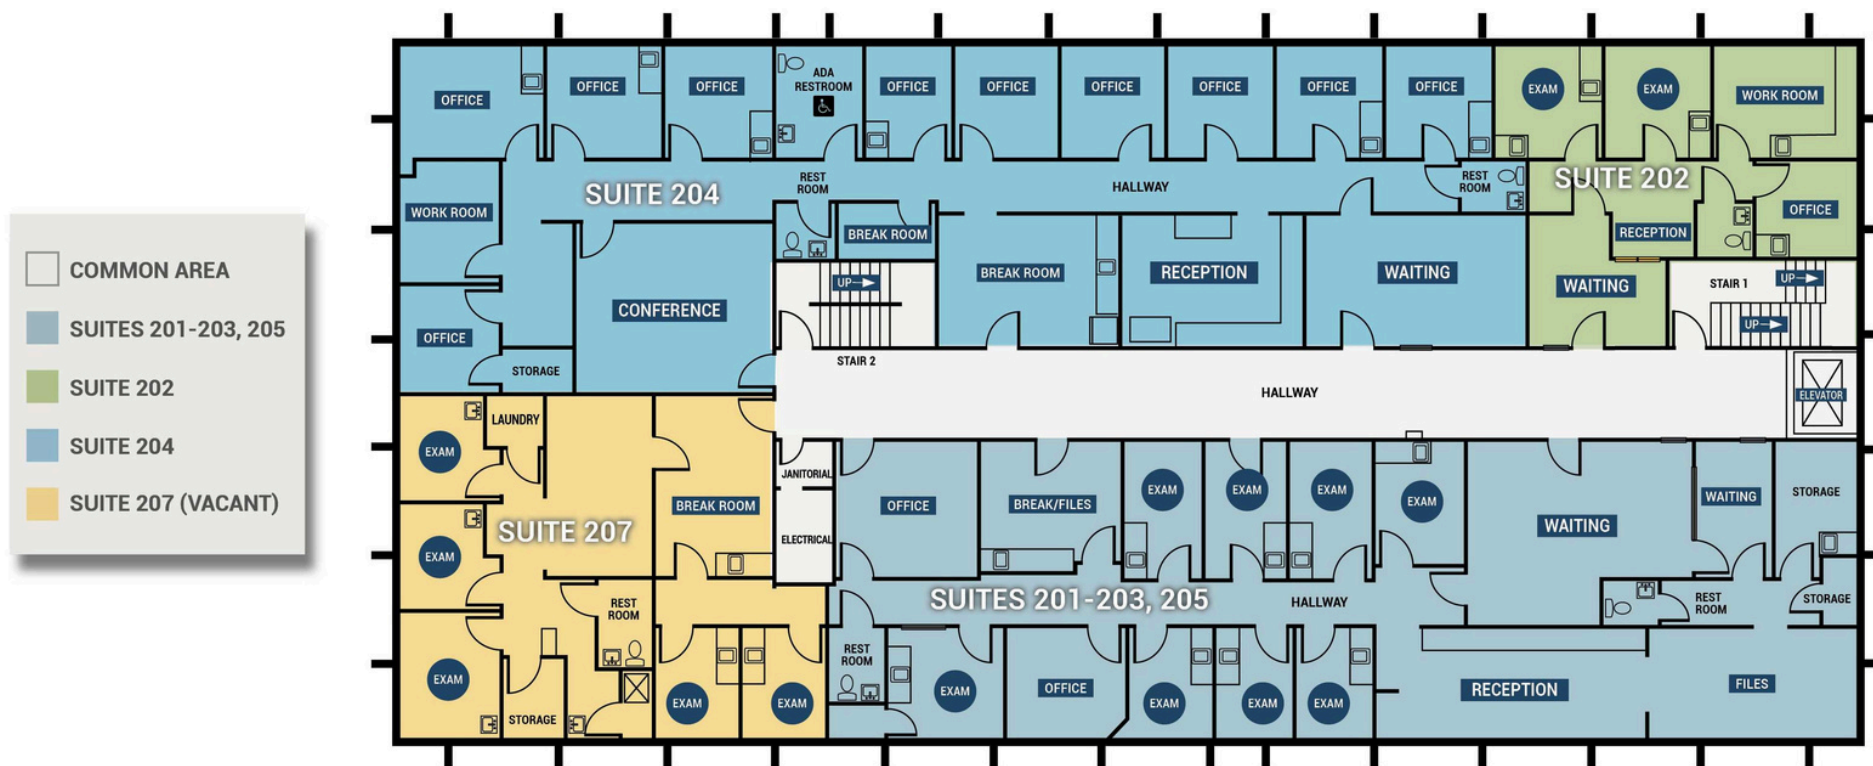 COMMON AREA
SUITES 201-203, 205
SUITE 202
SUITE 204
SUITE 207 (VACANT)
OFFICE
OFFICE
OFFICE
ADA
RESTROOM
OFFICE
OFFICE
OFFICE
OFFICE
OFFICE
OFFICE
EXAM
EXAM
WORK ROOM
WORK ROOM
SUITE 204
REST
ROOM
HALLWAY
REST
ROOM
SUITE 202
OFFICE
BREAK ROOM
RECEPTION
OFFICE
CONFERENCE
UP
BREAK ROOM
RECEPTION
WAITING
WAITING
STAIR 1
UP
UP
STORAGE
STAIR 2
HALLWAY
ELEVATOR
LAUNDRY
EXAM
EXAM
EXAM
SUITE 207
BREAK ROOM
JANITORIAL
ELECTRICAL
REST
ROOM
STORAGE
EXAM
EXAM
OFFICE
BREAK/FILES
EXAM
EXAM
EXAM
EXAM
WAITING
WAITING
STORAGE
SUITES 201-203, 205
HALLWAY
REST
ROOM
STORAGE
REST
ROOM
EXAM
OFFICE
EXAM
EXAM
EXAM
RECEPTION
FILES